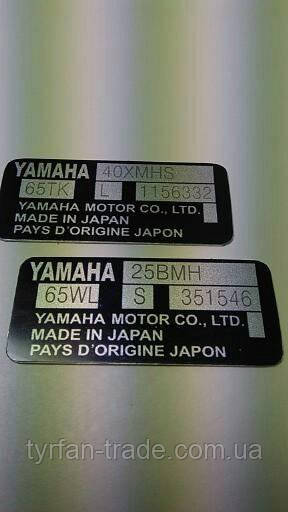 YAMAHA 40XMHS
65TK L 1156332
YAMAHA MOTOR CO., LTD.
MADE IN JAPAN
PAYS D'ORIGINE JAPON
YAMAHA 25BMH
65WL S 351546
YAMAHA MOTOR CO., LTD.
MADE IN JAPAN
PAYS D'ORIGINE JAPON
tyrfan-trade.com.ua